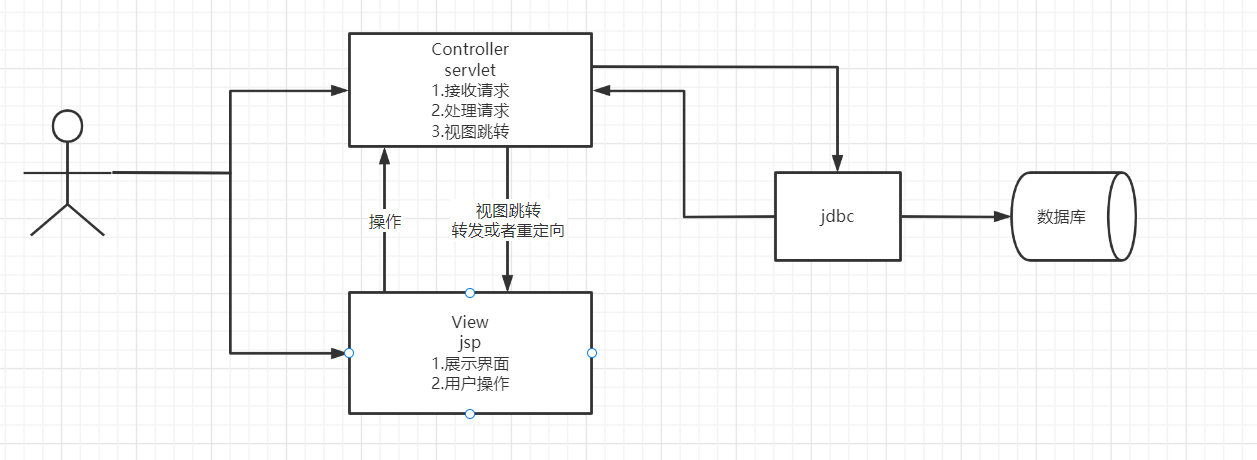 Controller
servlet
1.接收请求
2.处理请求
3.视图跳转
操作
视图跳转
转发或者重定向
jdbc
数据库
View
jsp
1.展示界面
2.用户操作